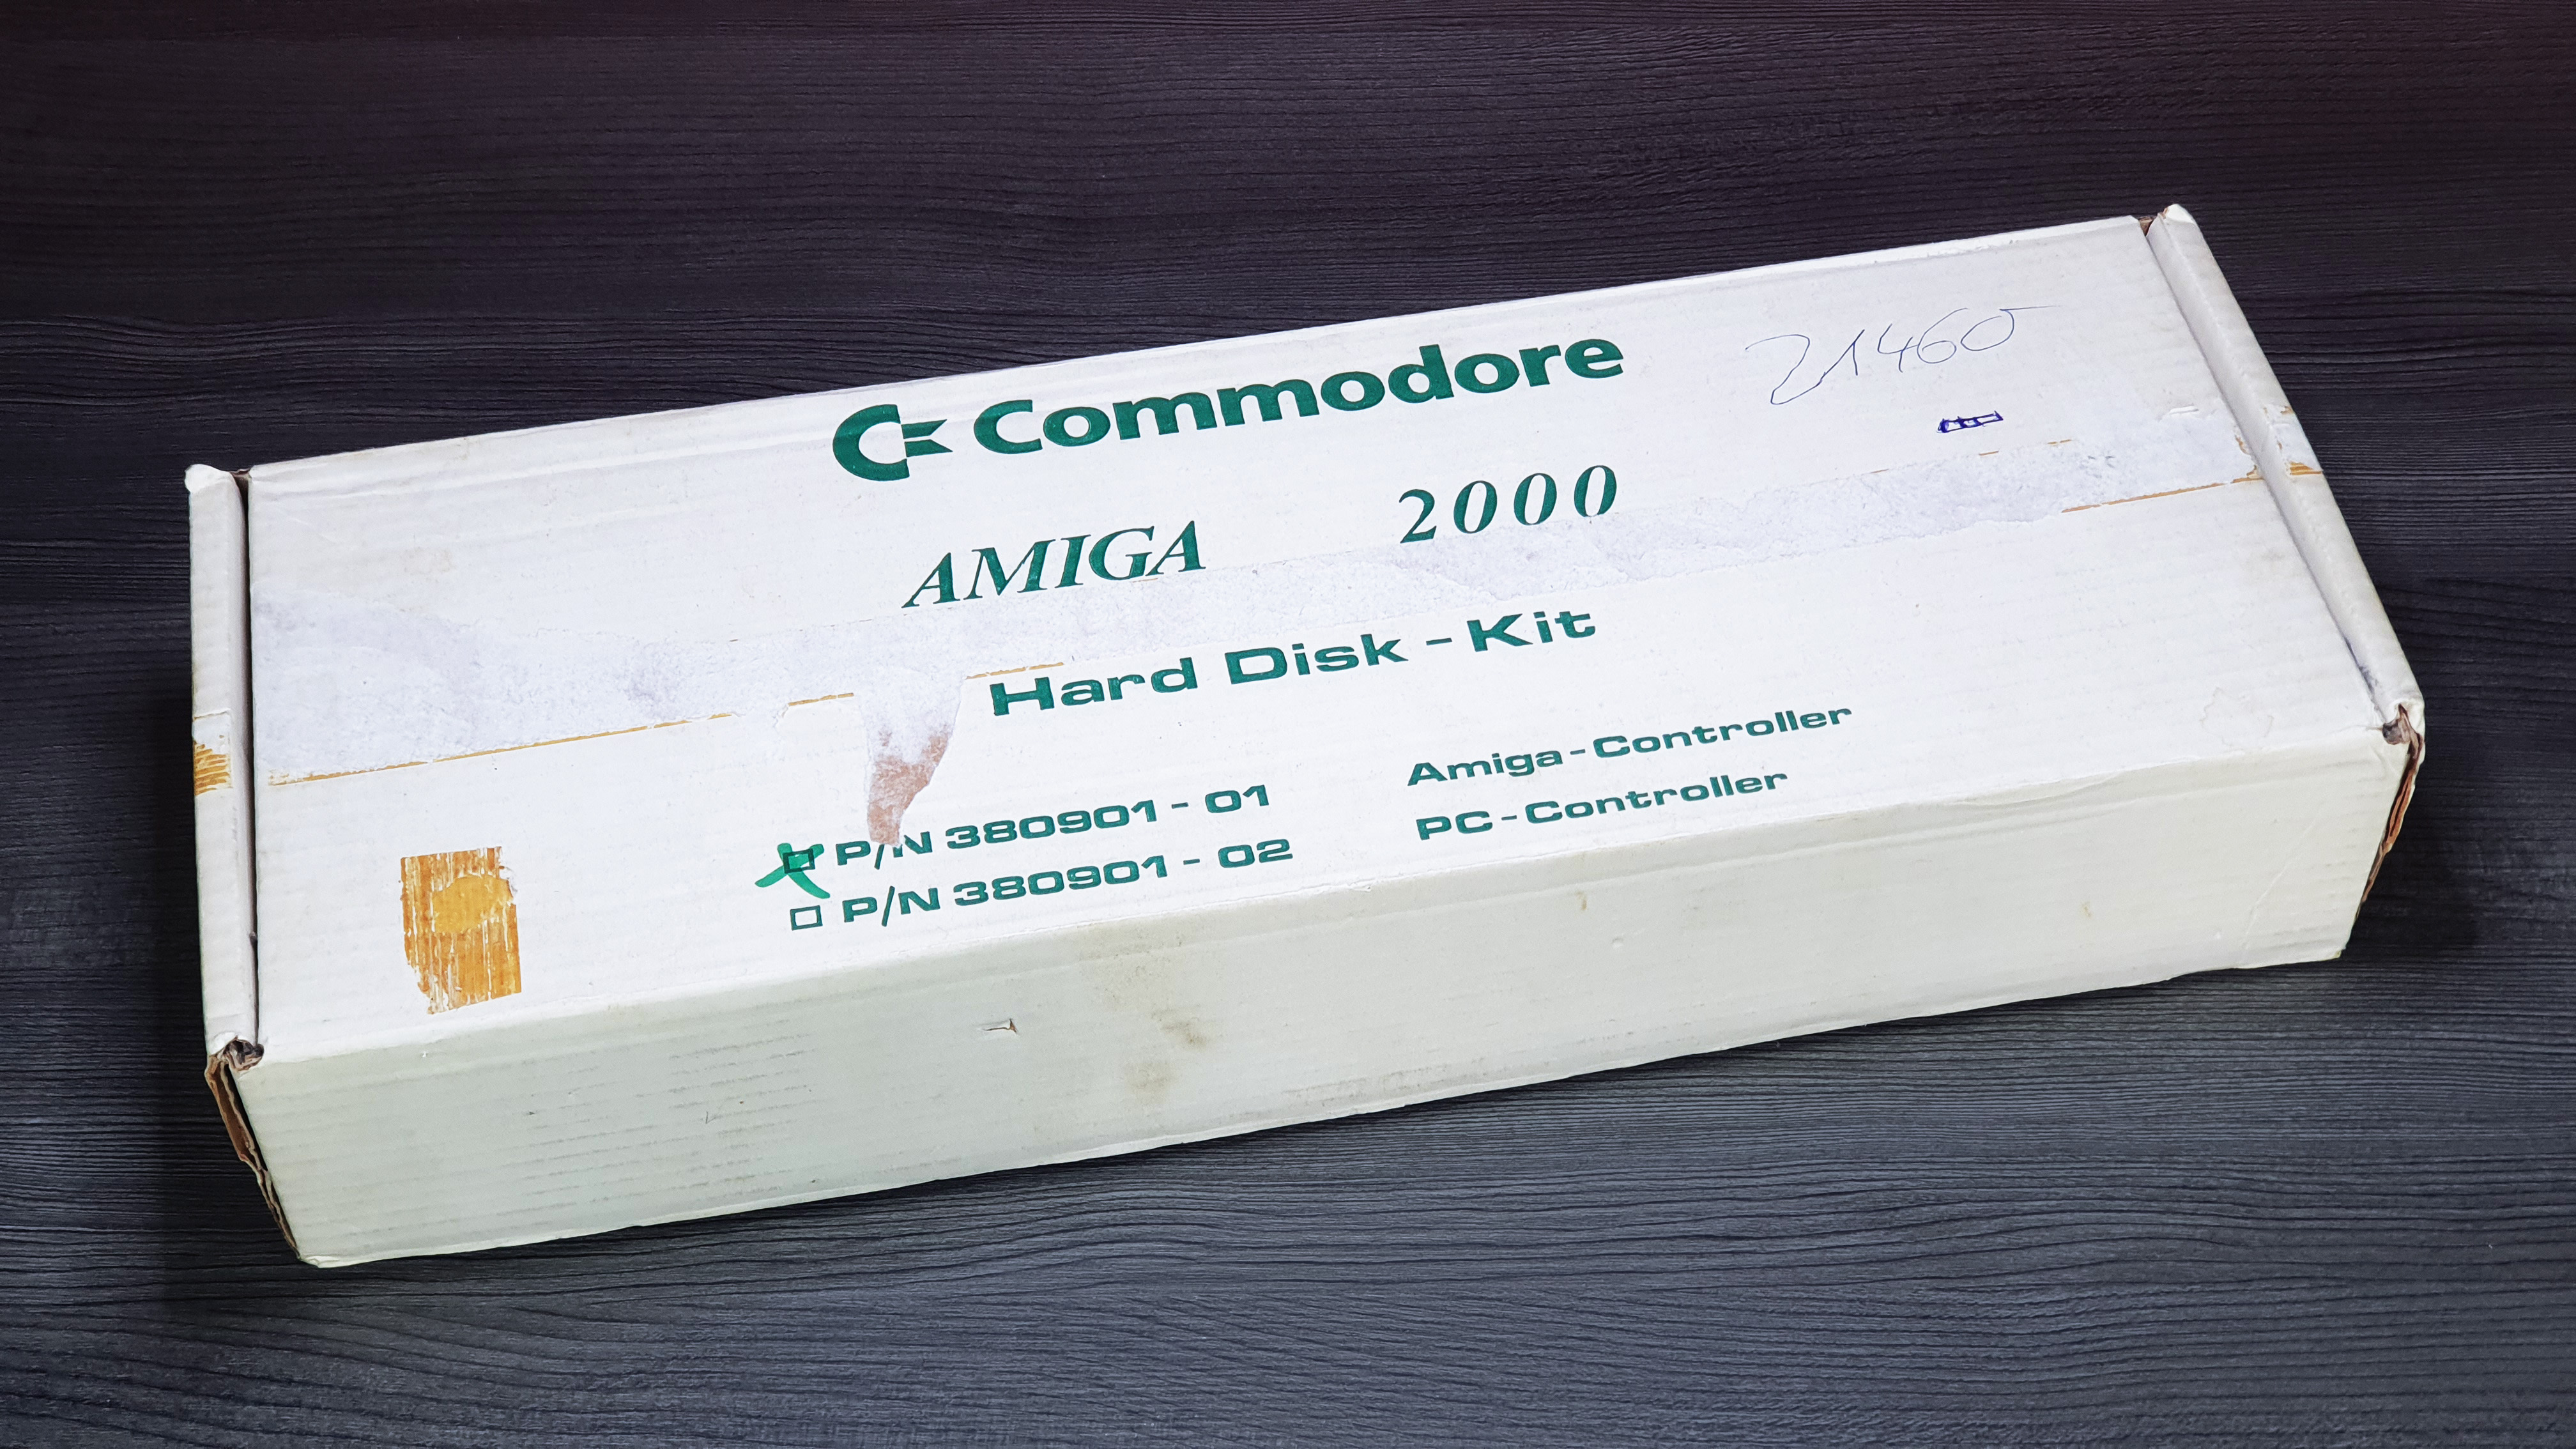 Commodore
21460
AMIGA 2000
Hard Disk - Kit
P/N 380901 - 01 Amiga - Controller
P/N 380901 - 02 PC - Controller